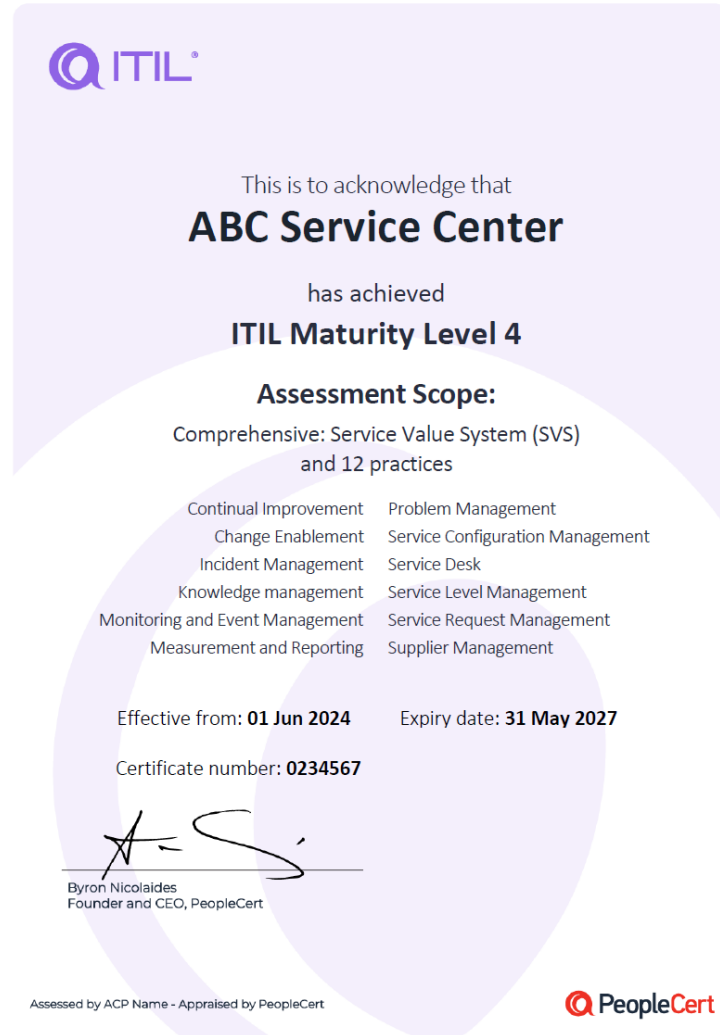 ITIL®
This is to acknowledge that
ABC Service Center
has achieved
ITIL Maturity Level 4
Assessment Scope:
Comprehensive: Service Value System (SVS)
and 12 practices
Continual Improvement Problem Management
Change Enablement Service Configuration Management
Incident Management Service Desk
Knowledge management Service Level Management
Monitoring and Event Management Service Request Management
Measurement and Reporting Supplier Management
Effective from: 01 Jun 2024 Expiry date: 31 May 2027
Certificate number: 0234567
Byron Nicolaides
Founder and CEO, PeopleCert
Assessed by ACP Name - Appraised by PeopleCert
PeopleCert